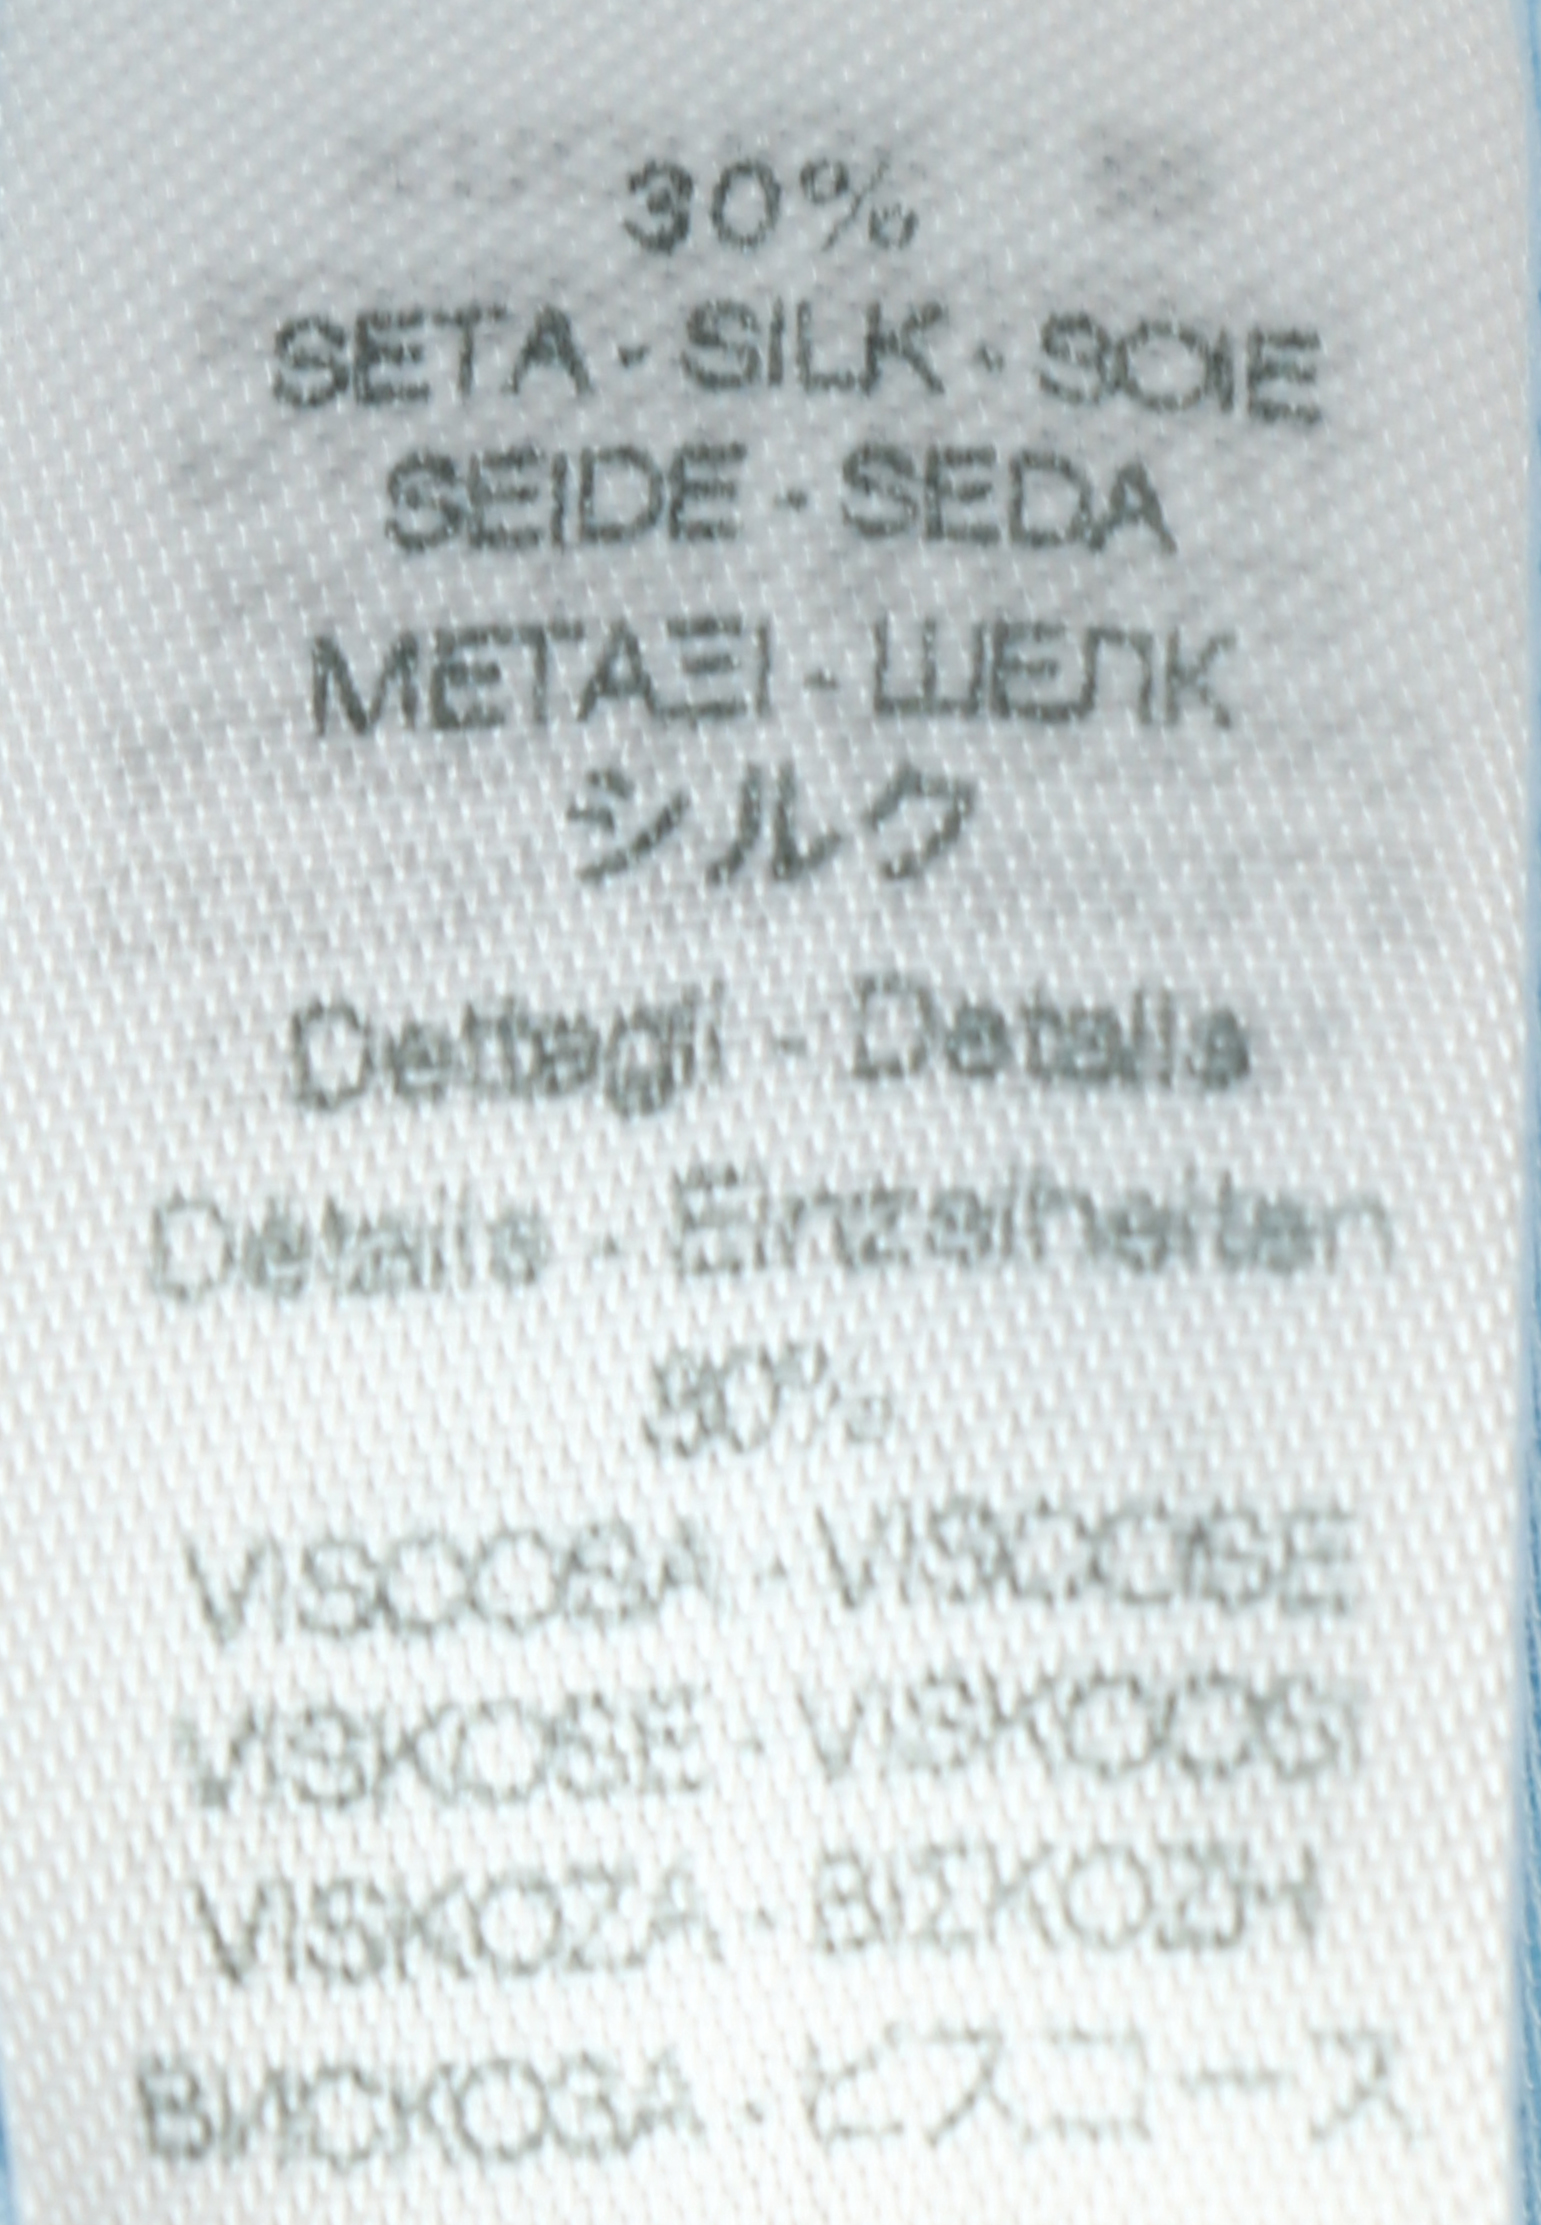 30%
SETA - SILK - SOIE
SEIDE - SEDA
ΜΕΤΑΞΙ - ШЕЛК
シルク
Dettagli - Details
Détails - Einzelheiten
VISCOSA - VISCOSE
VISKOSE - VISKOOSI
VISKOZA - ΒΙΣΚΟΖΗ
ВИСКОЗА - ビスコース